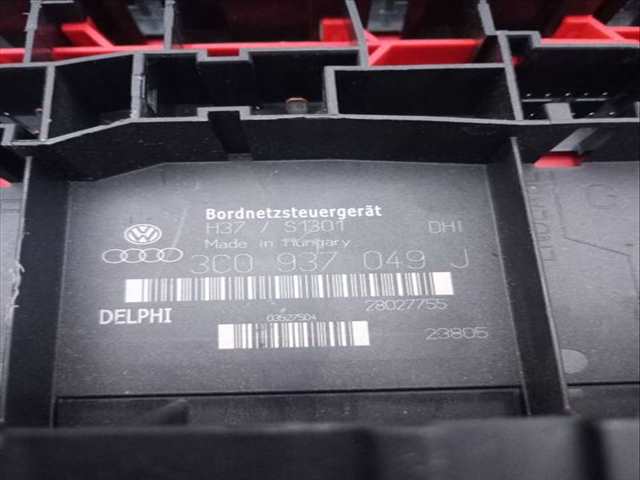 Bordnetzsteuergerät
H37 / S1301 DHI
Made in Hungary
3C0 937 049 J
28027755
DELPHI
03527504
23805